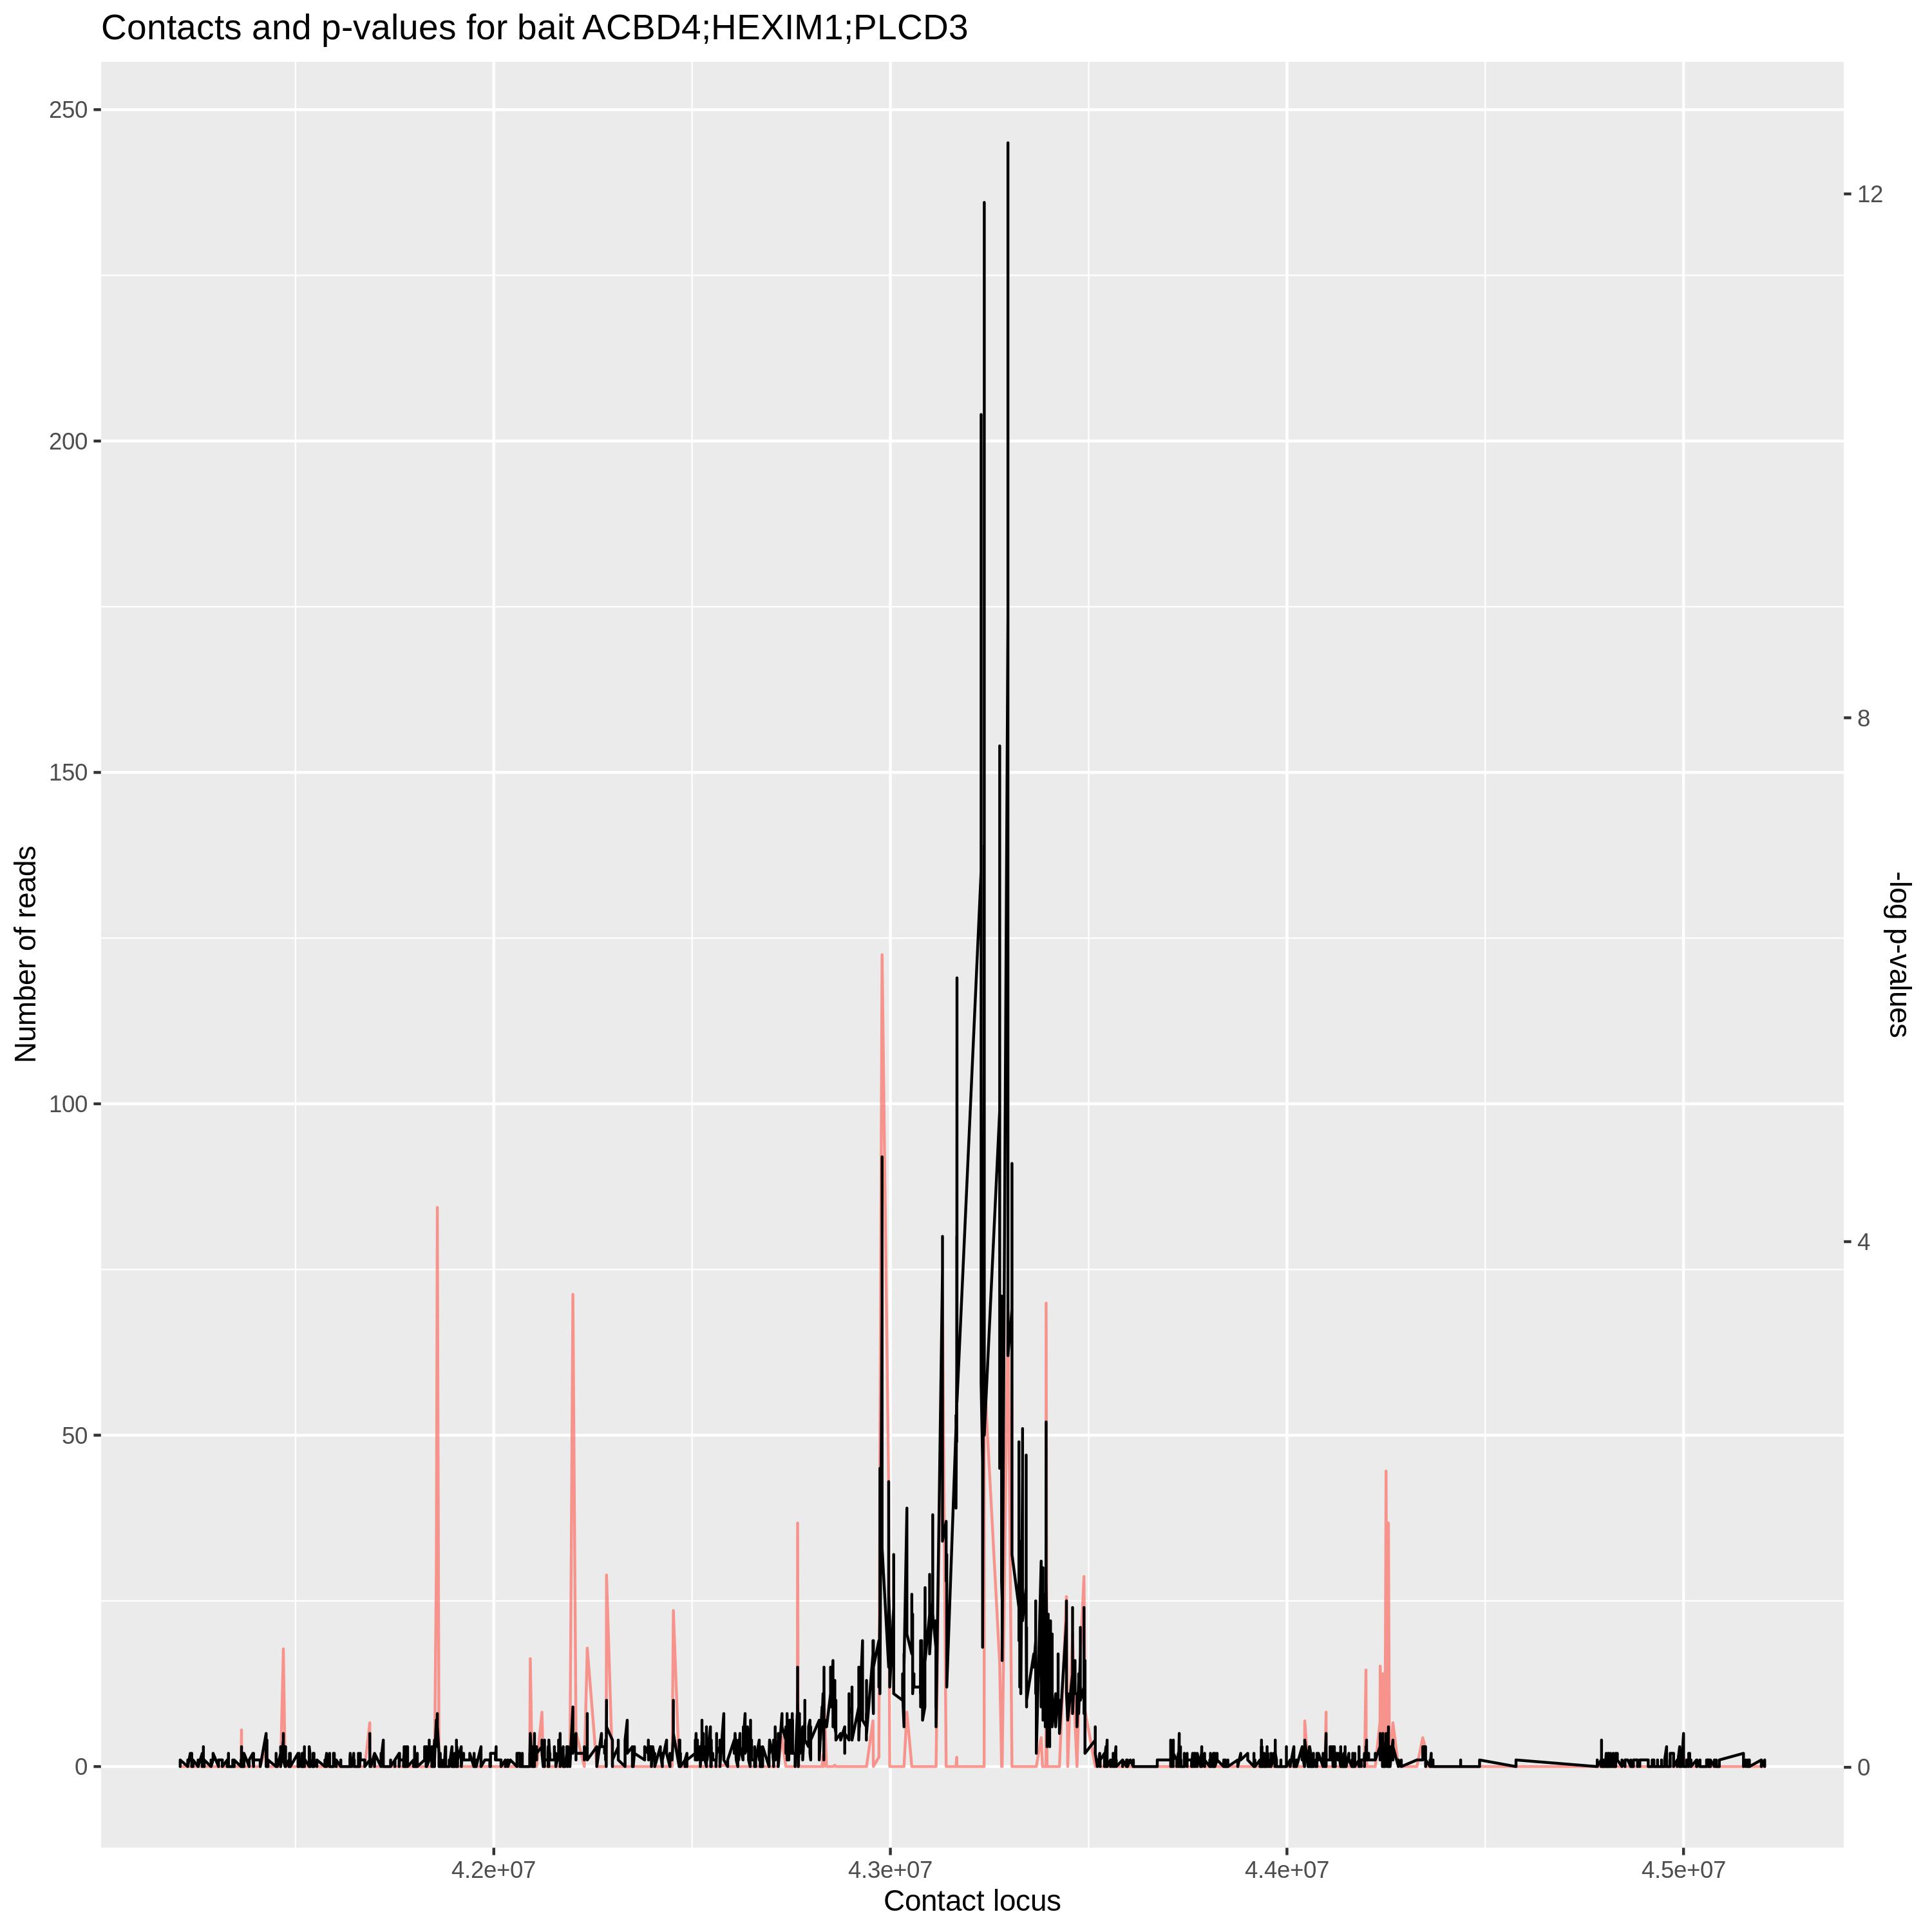 Contacts and p-values for bait ACBD4;HEXIM1;PLCD3
250
200
150
100
50
0
Number of reads
12
8
4
0
-log p-values
4.2e+07 4.3e+07 4.4e+07 4.5e+07
Contact locus